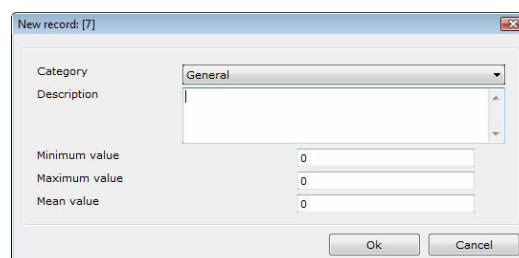 New record: [7]
Category General
Description
Minimum value 0
Maximum value 0
Mean value 0
Ok Cancel